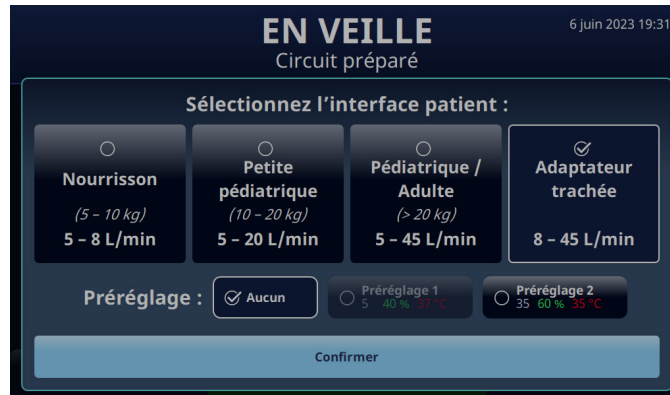 EN VEILLE
6 juin 2023 19:31
Circuit préparé
Sélectionnez l'interface patient :
Nourrisson
(5 – 10 kg)
5 – 8 L/min
Petite
pédiatrique
(10 – 20 kg)
5 – 20 L/min
Pédiatrique /
Adulte
(> 20 kg)
5 – 45 L/min
Adaptateur
trachée
8 – 45 L/min
Préréglage :
Aucun
Préréglage 1
5 40 % 37 °C
Préréglage 2
35 60 % 35 °C
Confirmer